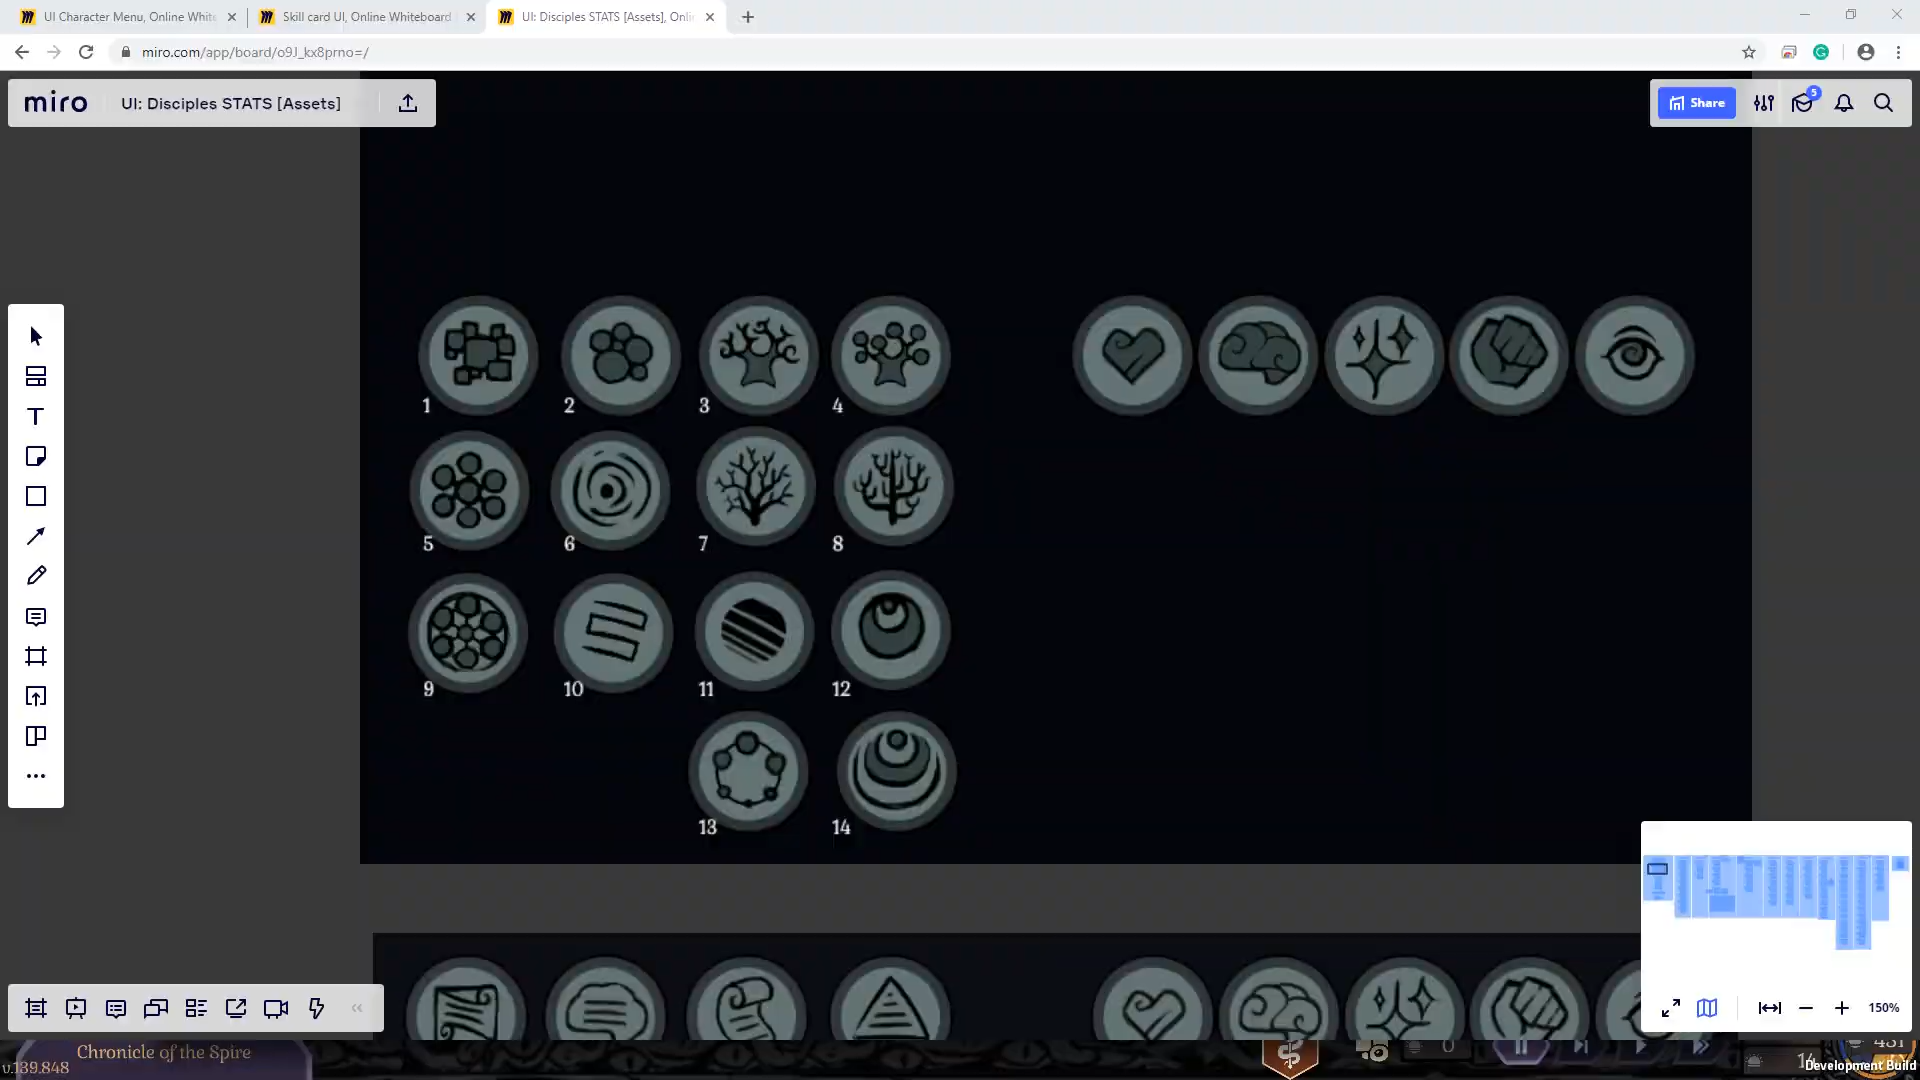 UI Character Menu, Online White
Skill card UI, Online Whiteboard
UI: Disciples STATS [Assets], Onli
miro.com/app/board/o9J_kx8prno=/
miro
UI: Disciples STATS [Assets]
Share
5
1
2
3
4
5
6
7
8
9
10
11
12
13
14
150%
Chronicle of the Spire
v.139.848
0
Development Build